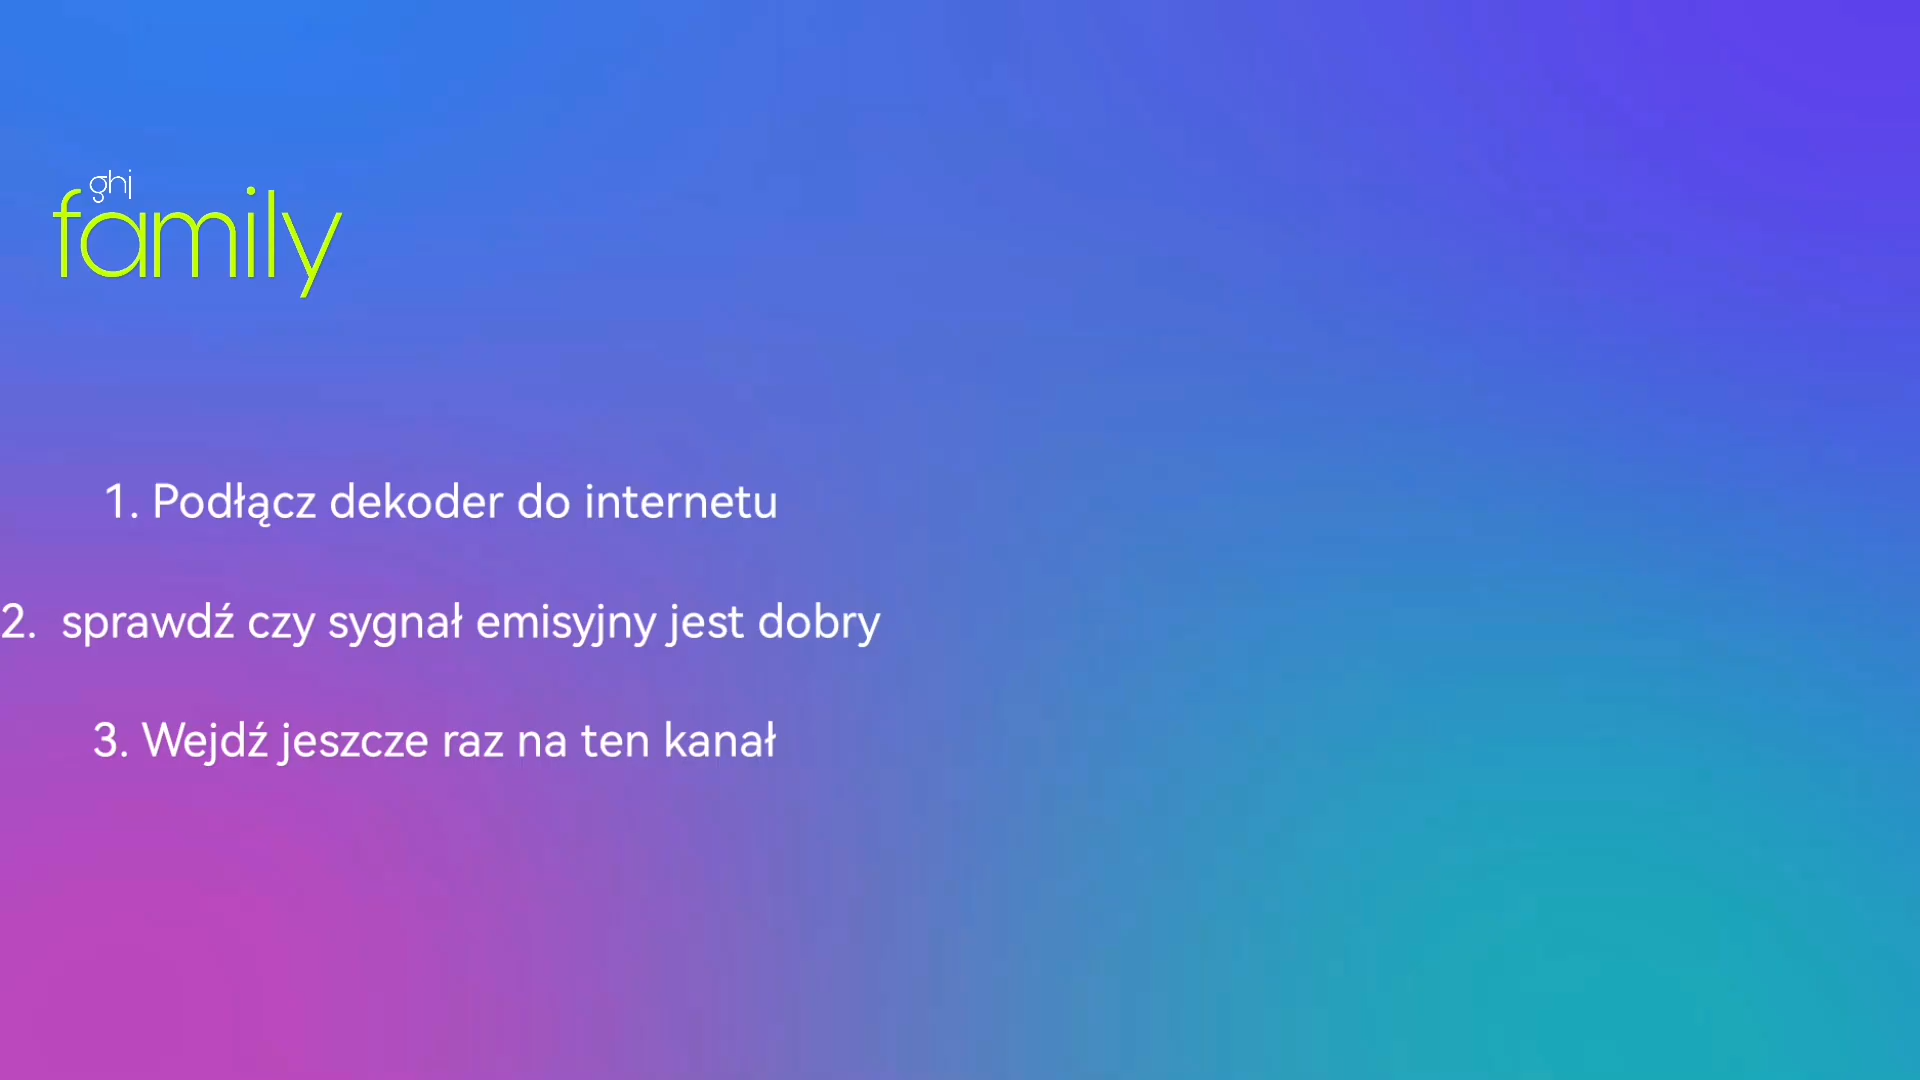 ghi
family
1. Podłącz dekoder do internetu
2. sprawdź czy sygnał emisyjny jest dobry
3. Wejdź jeszcze raz na ten kanał